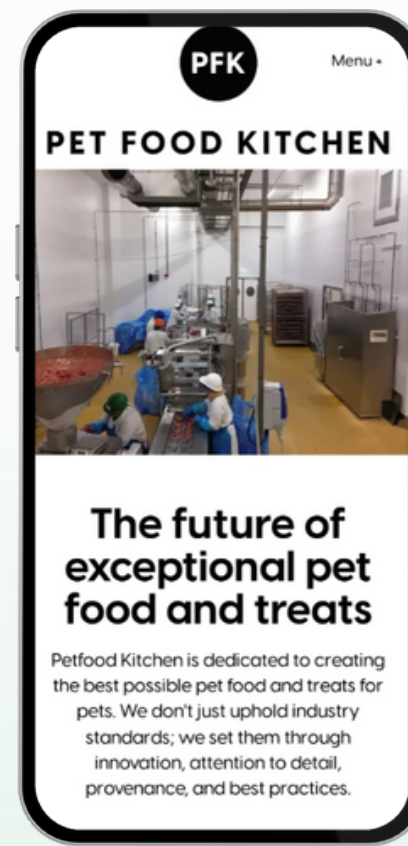 PFK
Menu +
PET FOOD KITCHEN
The future of
exceptional pet
food and treats
Petfood Kitchen is dedicated to creating
the best possible pet food and treats for
pets. We don't just uphold industry
standards; we set them through
innovation, attention to detail,
provenance, and best practices.